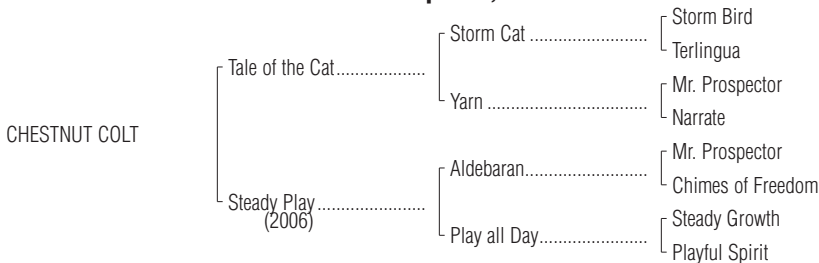 Storm Bird
Storm Cat ..........................
Terlingua
Tale of the Cat...................
Mr. Prospector
Yarn ..................................
Narrate
CHESTNUT COLT
Mr. Prospector
Aldebaran..........................
Chimes of Freedom
Steady Play.......................
(2006)
Steady Growth
Play all Day.......................
Playful Spirit